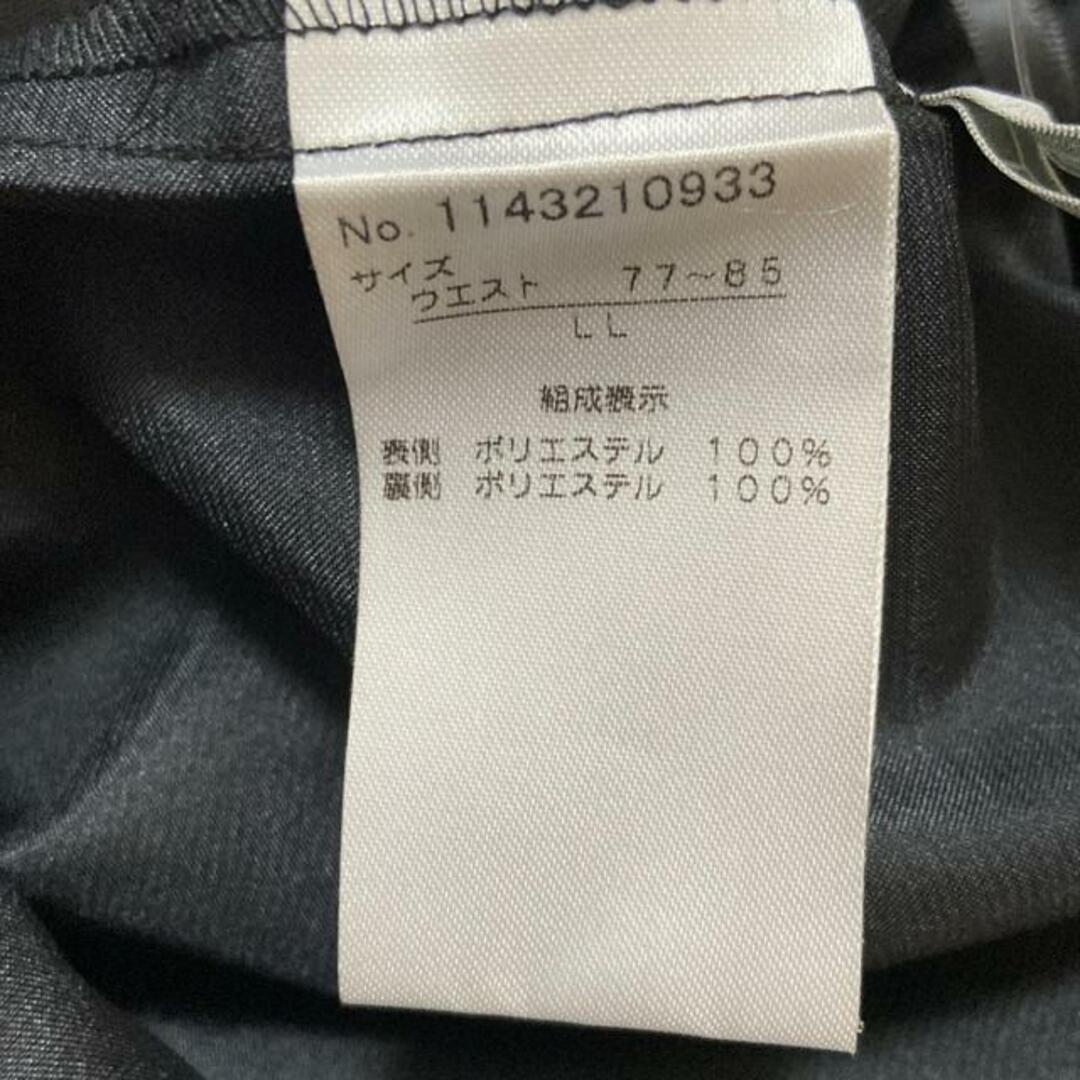 No. 1143210933
サイズ
ウエスト 77~85
LL
組成表示
表側 ポリエステル 100%
裏側 ポリエステル 100%